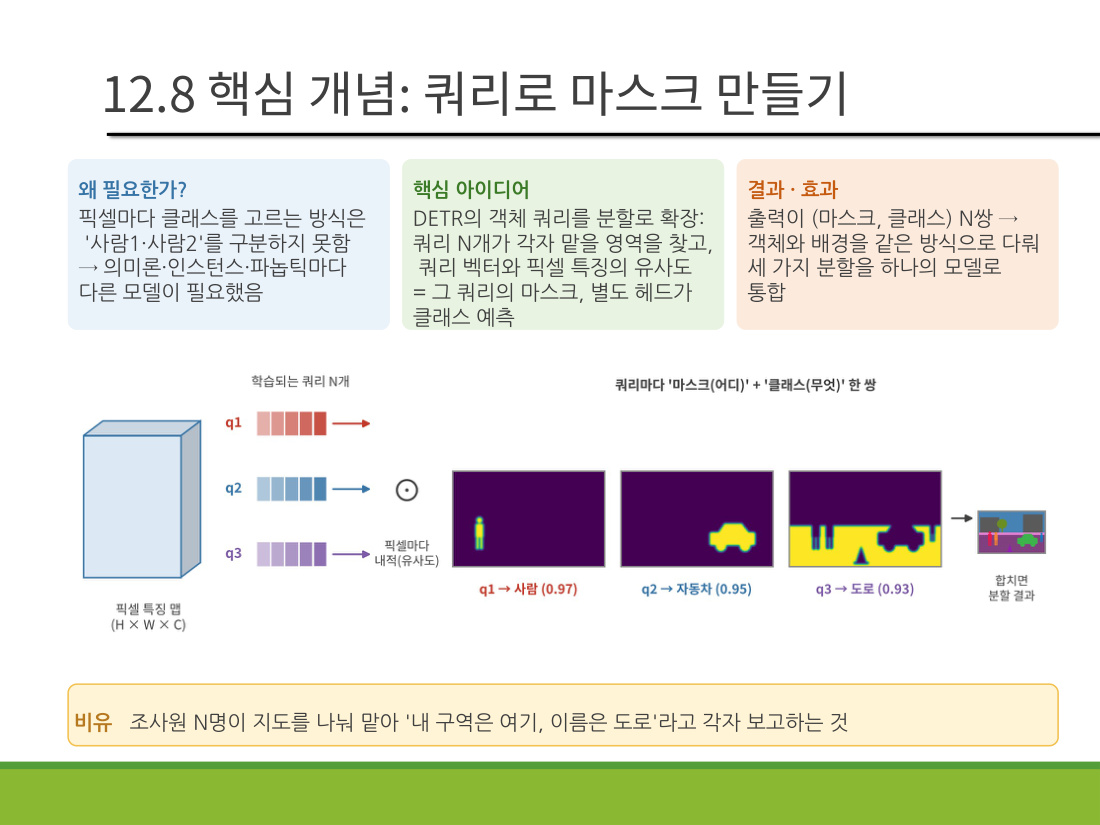 12.8 핵심 개념: 쿼리로 마스크 만들기
왜 필요한가?
픽셀마다 클래스를 고르는 방식은
'사람1·사람2'를 구분하지 못함
→ 의미론·인스턴스·파놉틱마다
다른 모델이 필요했음
핵심 아이디어
DETR의 객체 쿼리를 분할로 확장:
쿼리 N개가 각자 맡을 영역을 찾고,
쿼리 벡터와 픽셀 특징의 유사도
= 그 쿼리의 마스크, 별도 헤드가
클래스 예측
결과 · 효과
출력이 (마스크, 클래스) N쌍 →
객체와 배경을 같은 방식으로 다뤄
세 가지 분할을 하나의 모델로
통합
학습되는 쿼리 N개
쿼리마다 '마스크(어디)' + '클래스(무엇)' 한 쌍
q1
q2
q3
픽셀마다
내적(유사도)
q1 → 사람 (0.97)
q2 → 자동차 (0.95)
q3 → 도로 (0.93)
합치면
분할 결과
픽셀 특징 맵
(H × W × C)
비유 조사원 N명이 지도를 나눠 맡아 '내 구역은 여기, 이름은 도로'라고 각자 보고하는 것